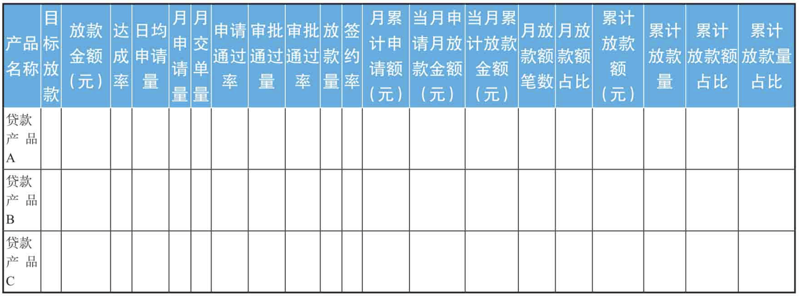 产品
名称
目
标
放
款
放款
金额
（元）
达
成
率
日均
申请
量
月
申
请
量
月
交
单
量
申请
通过
率
审批
通过
量
审批
通过
率
放
款
量
签
约
率
月累
计申
请额
（元）
当月申
请月放
款金额
（元）
当月累
计放款
金额
（元）
月放
款额
笔数
月放
款额
占比
累计
放款
额
（元）
累计
放款
量
累计
放款额
占比
累计
放款量
占比
贷款
产品
A
贷款
产品
B
贷款
产品
C